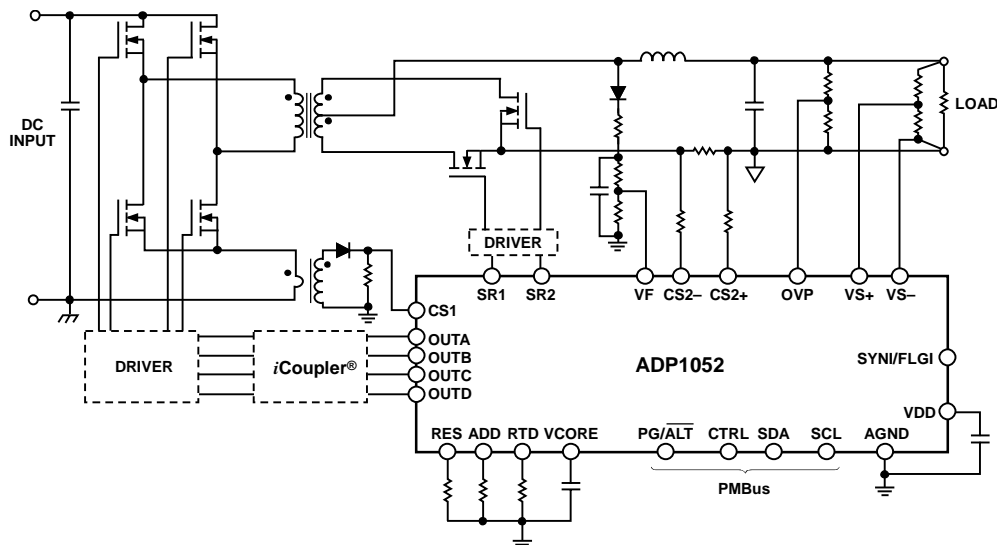 DC
INPUT
LOAD
DRIVER
SR1 SR2 VF CS2– CS2+ OVP VS+ VS–
CS1
OUTA
OUTB
OUTC
OUTD
DRIVER
iCoupler®
ADP1052
SYNI/FLGI
VDD
RES ADD RTD VCORE PG/ALT CTRL SDA SCL AGND
PMBus